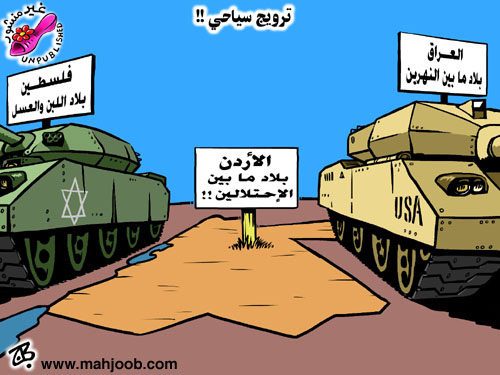 ترويج سياحي !!
غير منشور
UNPUBLISHED
العراق
بلاد ما بين النهرين
فلسطين
بلاد اللبن والعسل
الأردن
بلاد ما بين
الإحتلالين !!
USA
www.mahjoob.com